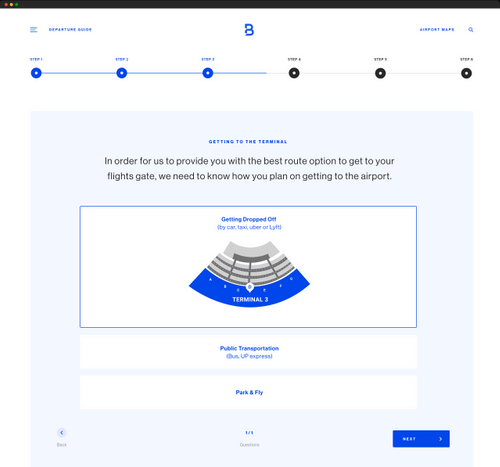 DEPARTURE GUIDE
B
AIRPORT MAPS
STEP 1
STEP 2
STEP 3
STEP 4
STEP 5
STEP 6
GETTING TO THE TERMINAL
In order for us to provide you with the best route option to get to your
flights gate, we need to know how you plan on getting to the airport.
Getting Dropped Off
(by car, taxi, uber or Lyft)
A B C E F G
TERMINAL 3
Public Transportation
(Bus, UP express)
Park & Fly
Back
Question
NEXT